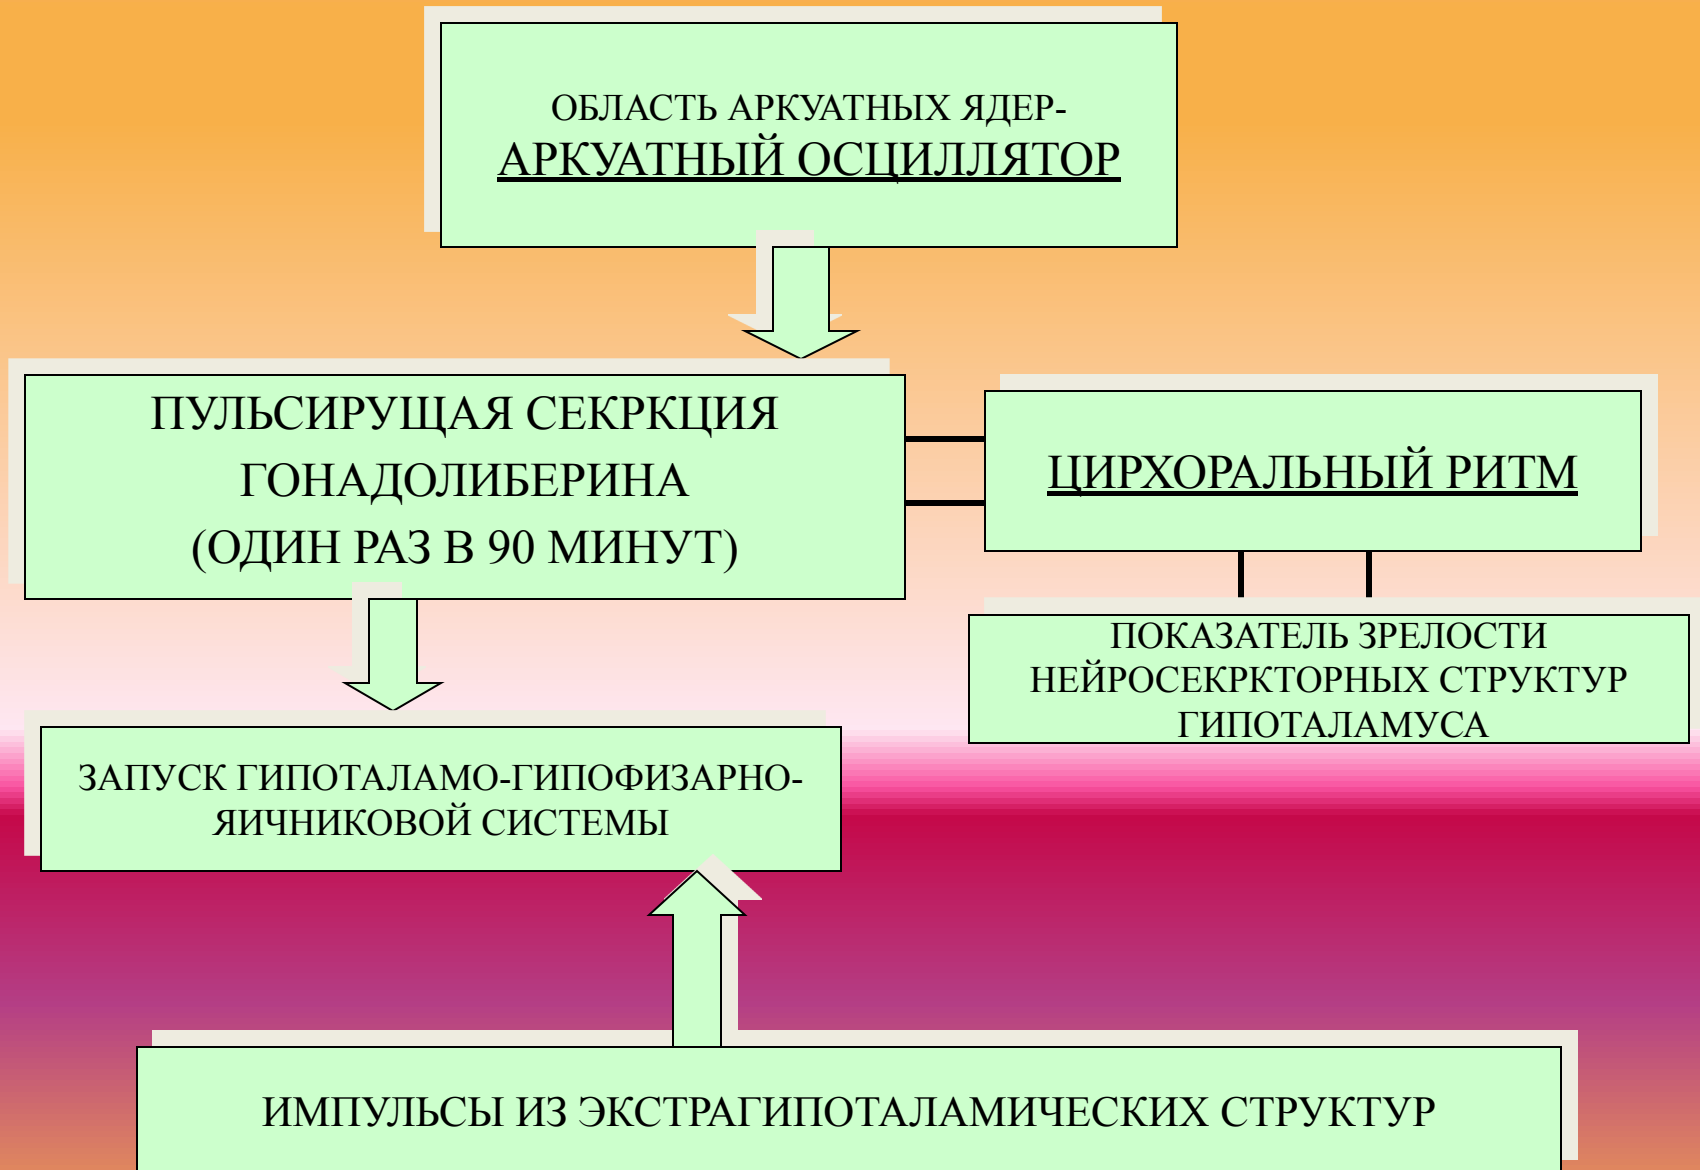 ОБЛАСТЬ АРКУАТНЫХ ЯДЕР-
АРКУАТНЫЙ ОСЦИЛЛЯТОР
ПУЛЬСИРУЩАЯ СЕКРКЦИЯ
ГОНАДОЛИБЕРИНА
(ОДИН РАЗ В 90 МИНУТ)
ЦИРХОРАЛЬНЫЙ РИТМ
ПОКАЗАТЕЛЬ ЗРЕЛОСТИ
НЕЙРОСЕКРКТОРНЫХ СТРУКТУР
ГИПОТАЛАМУСА
ЗАПУСК ГИПОТАЛАМО-ГИПОФИЗАРНО-
ЯИЧНИКОВОЙ СИСТЕМЫ
ИМПУЛЬСЫ ИЗ ЭКСТРАГИПОТАЛАМИЧЕСКИХ СТРУКТУР